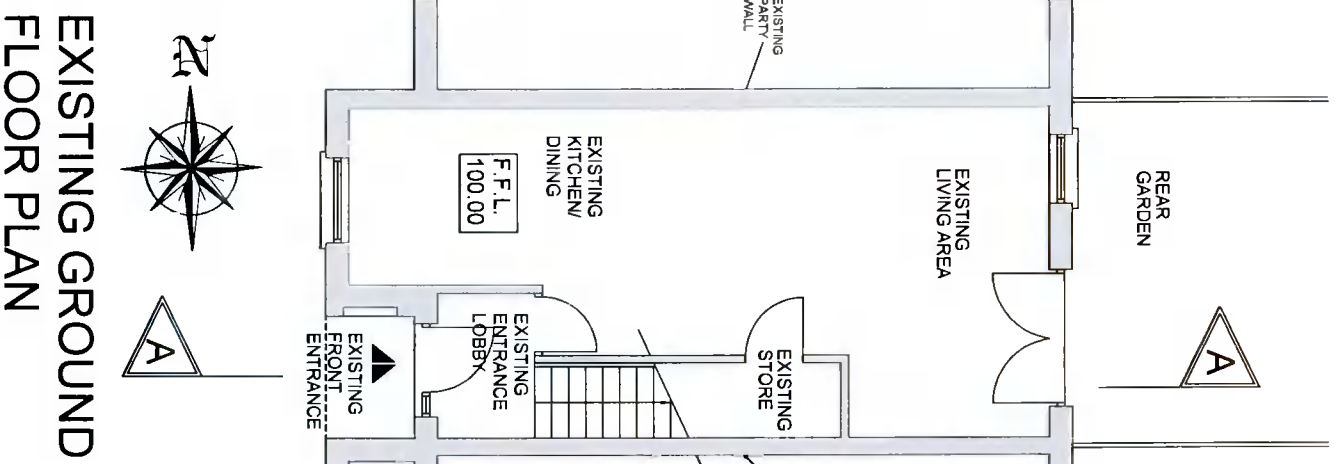 EXISTING
PARTY
WALL
REAR
GARDEN
EXISTING
LIVING AREA
EXISTING
KITCHEN/
DINING
F.F.L.
100.00
EXISTING
STORE
EXISTING
ENTRANCE
LOBBY
EXISTING
FRONT
ENTRANCE
A
A
N
EXISTING GROUND
FLOOR PLAN